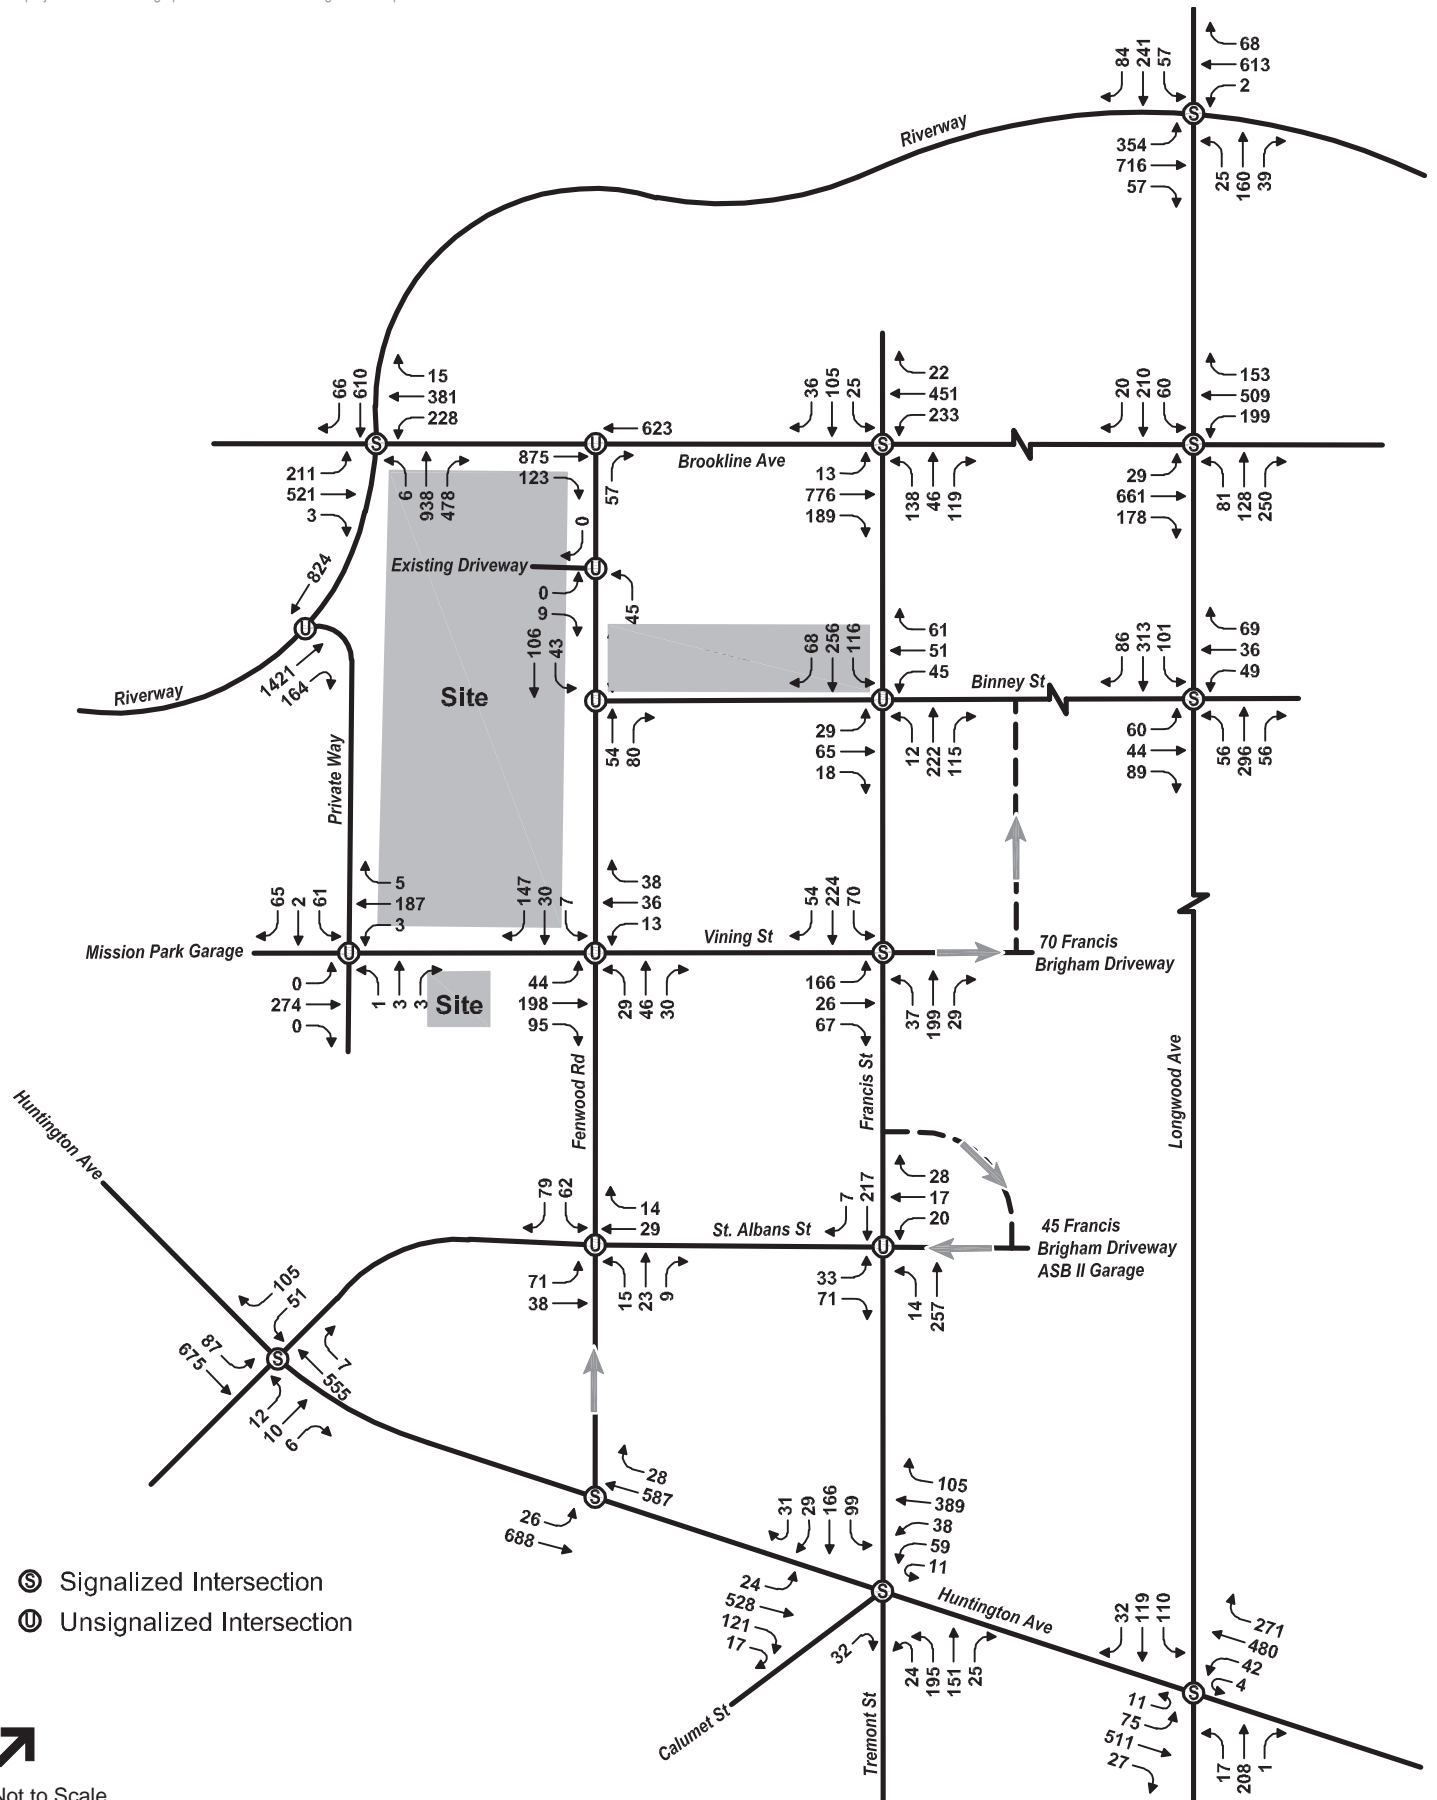 84 241 57
68
613
2
Riverway
354
716
57
25 160 39
66 610
15
381
228
623
36 105 25
22
451
233
20 210 60
153
509
199
Brookline Ave
211
521
3
6 938 478
875
123
57
13
776
189
138 46 119
29
661
178
81 128 250
824
0
Existing Driveway
0
9
45
106 43
68 256 116
61
51
45
86 313 101
69
36
49
1421
164
Riverway
Site
Binney St
54 80
29
65
18
12 222 115
60
44
89
56 296 56
Private Way
65 2 61
5
187
3
147 30 7
38
36
13
54 224 70
Mission Park Garage
Vining St
70 Francis
Brigham Driveway
0
274
0
1 3 3
Site
44
198
95
29 46 30
166
26
67
37 199 29
Huntington Ave
Fenwood Rd
Francis St
Longwood Ave
79 62
14
29
7 217
28
17
20
St. Albans St
45 Francis
Brigham Driveway
ASB II Garage
71
38
15 23 9
33
71
14 257
105
51
87
675
7
555
12
10
6
28
587
26
688
31 29 166 99
105
389
38
59
11
24
528
121
17
32
24 195 151 25
Huntington Ave
Calumet St
Tremont St
32 119 110
271
480
42
4
11
75
511
27
17 208 1
S Signalized Intersection
U Unsignalized Intersection
Not to Scale